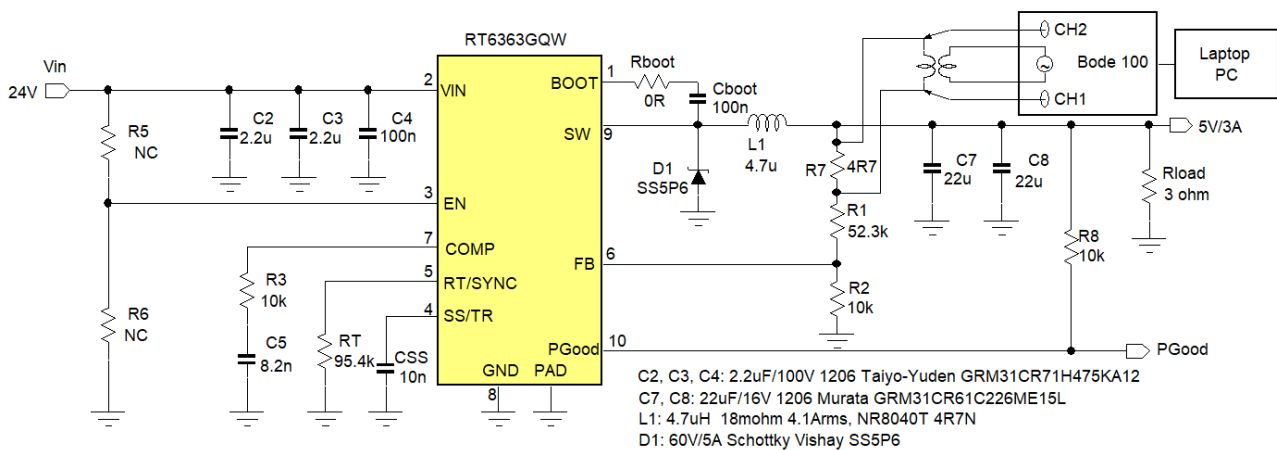 RT6363GQW
Vin
24V
2
VIN
C2
2.2u
C3
2.2u
C4
100n
R5
NC
3
EN
7
COMP
R3
10k
5
RT/SYNC
4
SS/TR
R6
NC
C5
8.2n
RT
95.4k
CSS
10n
GND
8
PAD
1
BOOT
Rboot
0R
Cboot
100n
SW
9
D1
SS5P6
L1
4.7u
R7
4R7
R1
52.3k
6
FB
R2
10k
10
PGood
CH2
Bode 100
CH1
~
Laptop
PC
5V/3A
C7
22u
C8
22u
Rload
3 ohm
R8
10k
PGood
C2, C3, C4: 2.2uF/100V 1206 Taiyo-Yuden GRM31CR71H475KA12
C7, C8: 22uF/16V 1206 Murata GRM31CR61C226ME15L
L1: 4.7uH 18mohm 4.1Arms, NR8040T 4R7N
D1: 60V/5A Schottky Vishay SS5P6